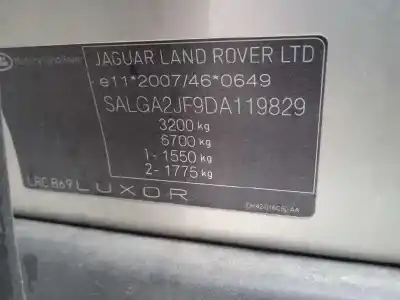 JAGUAR LAND ROVER LTD
e11*2007/46*0649
SALGA2JF9DA119829
3200 kg
6700 kg
1- 1550 kg
2- 1775 kg
LRC 869 LUXOR